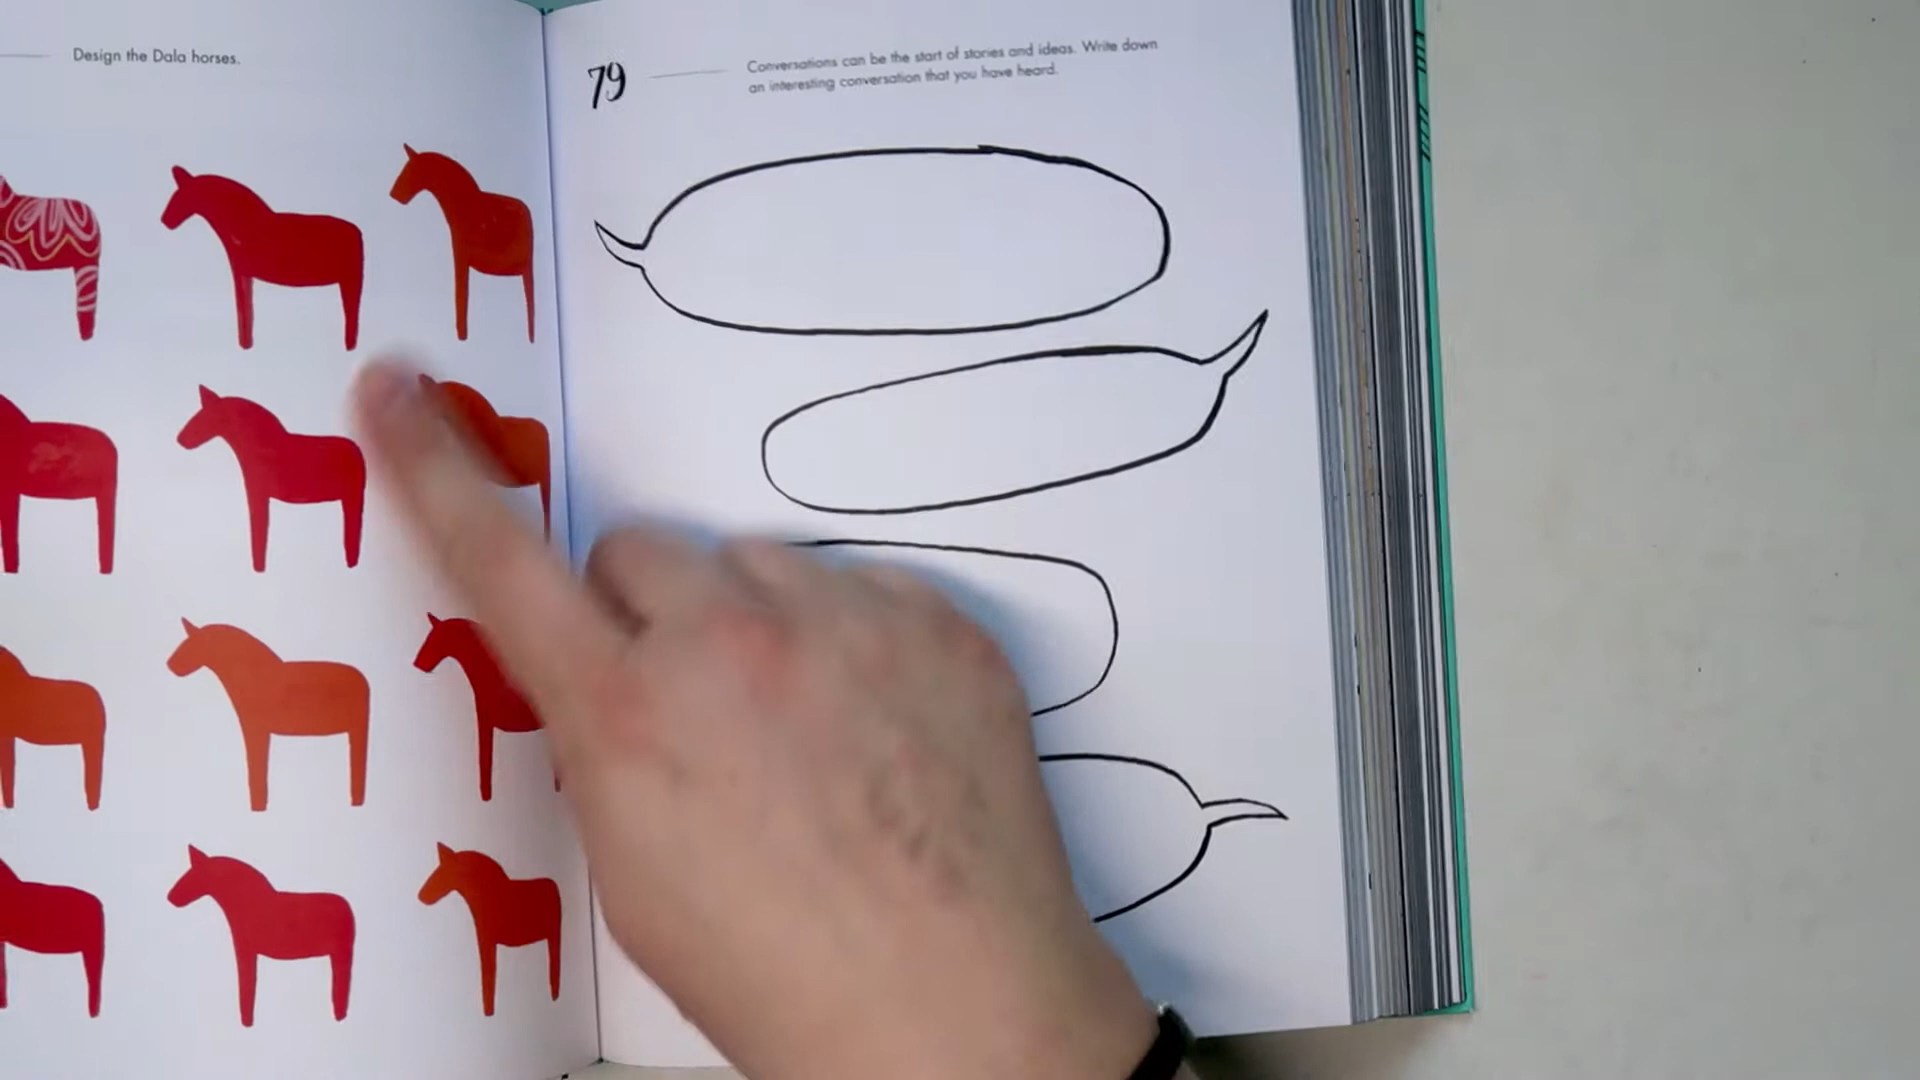 Design the Dala horses.
79
Conversations can be the start of stories and ideas. Write down
an interesting conversation that you have heard.